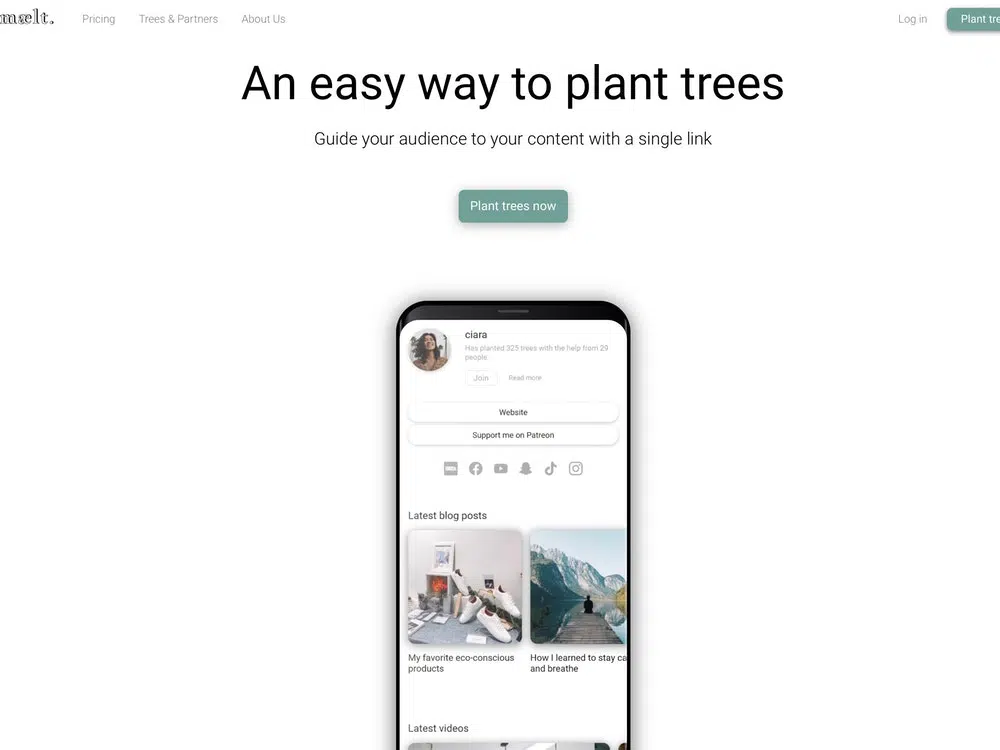 mælt.
Pricing
Trees & Partners
About Us
Log in
Plant tre
An easy way to plant trees
Guide your audience to your content with a single link
Plant trees now
ciara
Has planted 325 trees with the help from 29
people.
Join
Read more
Website
Support me on Patreon
Latest blog posts
My favorite eco-conscious
products
How I learned to stay ca
and breathe
Latest videos